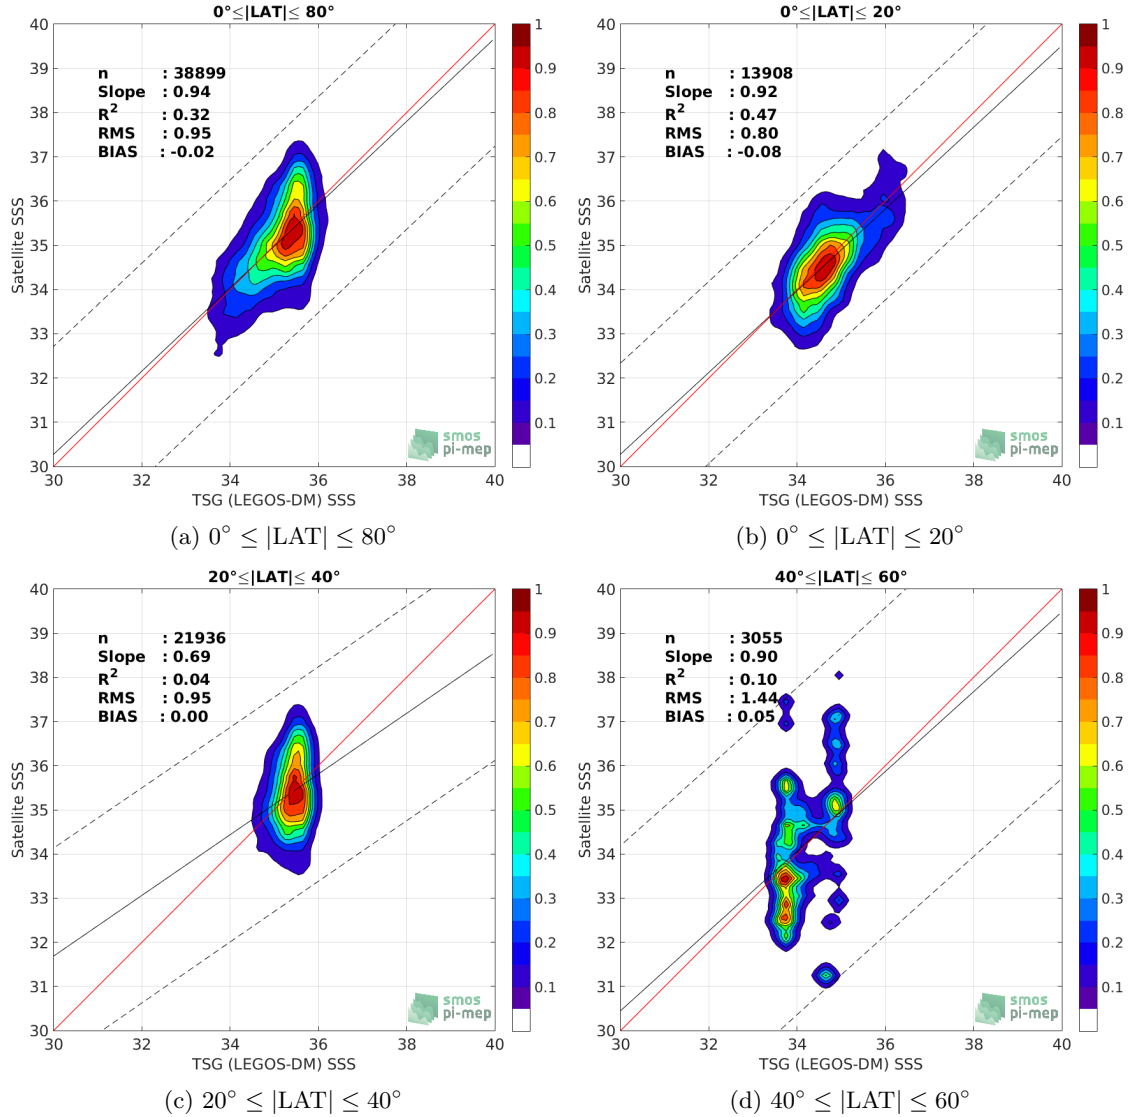 0°≤|LAT|≤ 80°
40
39
38
37
36
35
34
33
32
31
30
Satellite SSS
n : 38899
Slope : 0.94
R² : 0.32
RMS : 0.95
BIAS : -0.02
smos
pi-mep
30 32 34 36 38 40
TSG (LEGOS-DM) SSS
1
0.9
0.8
0.7
0.6
0.5
0.4
0.3
0.2
0.1
(a) 0° ≤ |LAT| ≤ 80°
0°≤|LAT|≤ 20°
40
39
38
37
36
35
34
33
32
31
30
Satellite SSS
n : 13908
Slope : 0.92
R² : 0.47
RMS : 0.80
BIAS : -0.08
smos
pi-mep
30 32 34 36 38 40
TSG (LEGOS-DM) SSS
1
0.9
0.8
0.7
0.6
0.5
0.4
0.3
0.2
0.1
(b) 0° ≤ |LAT| ≤ 20°
20°≤|LAT|≤ 40°
40
39
38
37
36
35
34
33
32
31
30
Satellite SSS
n : 21936
Slope : 0.69
R² : 0.04
RMS : 0.95
BIAS : 0.00
smos
pi-mep
30 32 34 36 38 40
TSG (LEGOS-DM) SSS
1
0.9
0.8
0.7
0.6
0.5
0.4
0.3
0.2
0.1
(c) 20° ≤ |LAT| ≤ 40°
40°≤|LAT|≤ 60°
40
39
38
37
36
35
34
33
32
31
30
Satellite SSS
n : 3055
Slope : 0.90
R² : 0.10
RMS : 1.44
BIAS : 0.05
smos
pi-mep
30 32 34 36 38 40
TSG (LEGOS-DM) SSS
1
0.9
0.8
0.7
0.6
0.5
0.4
0.3
0.2
0.1
(d) 40° ≤ |LAT| ≤ 60°